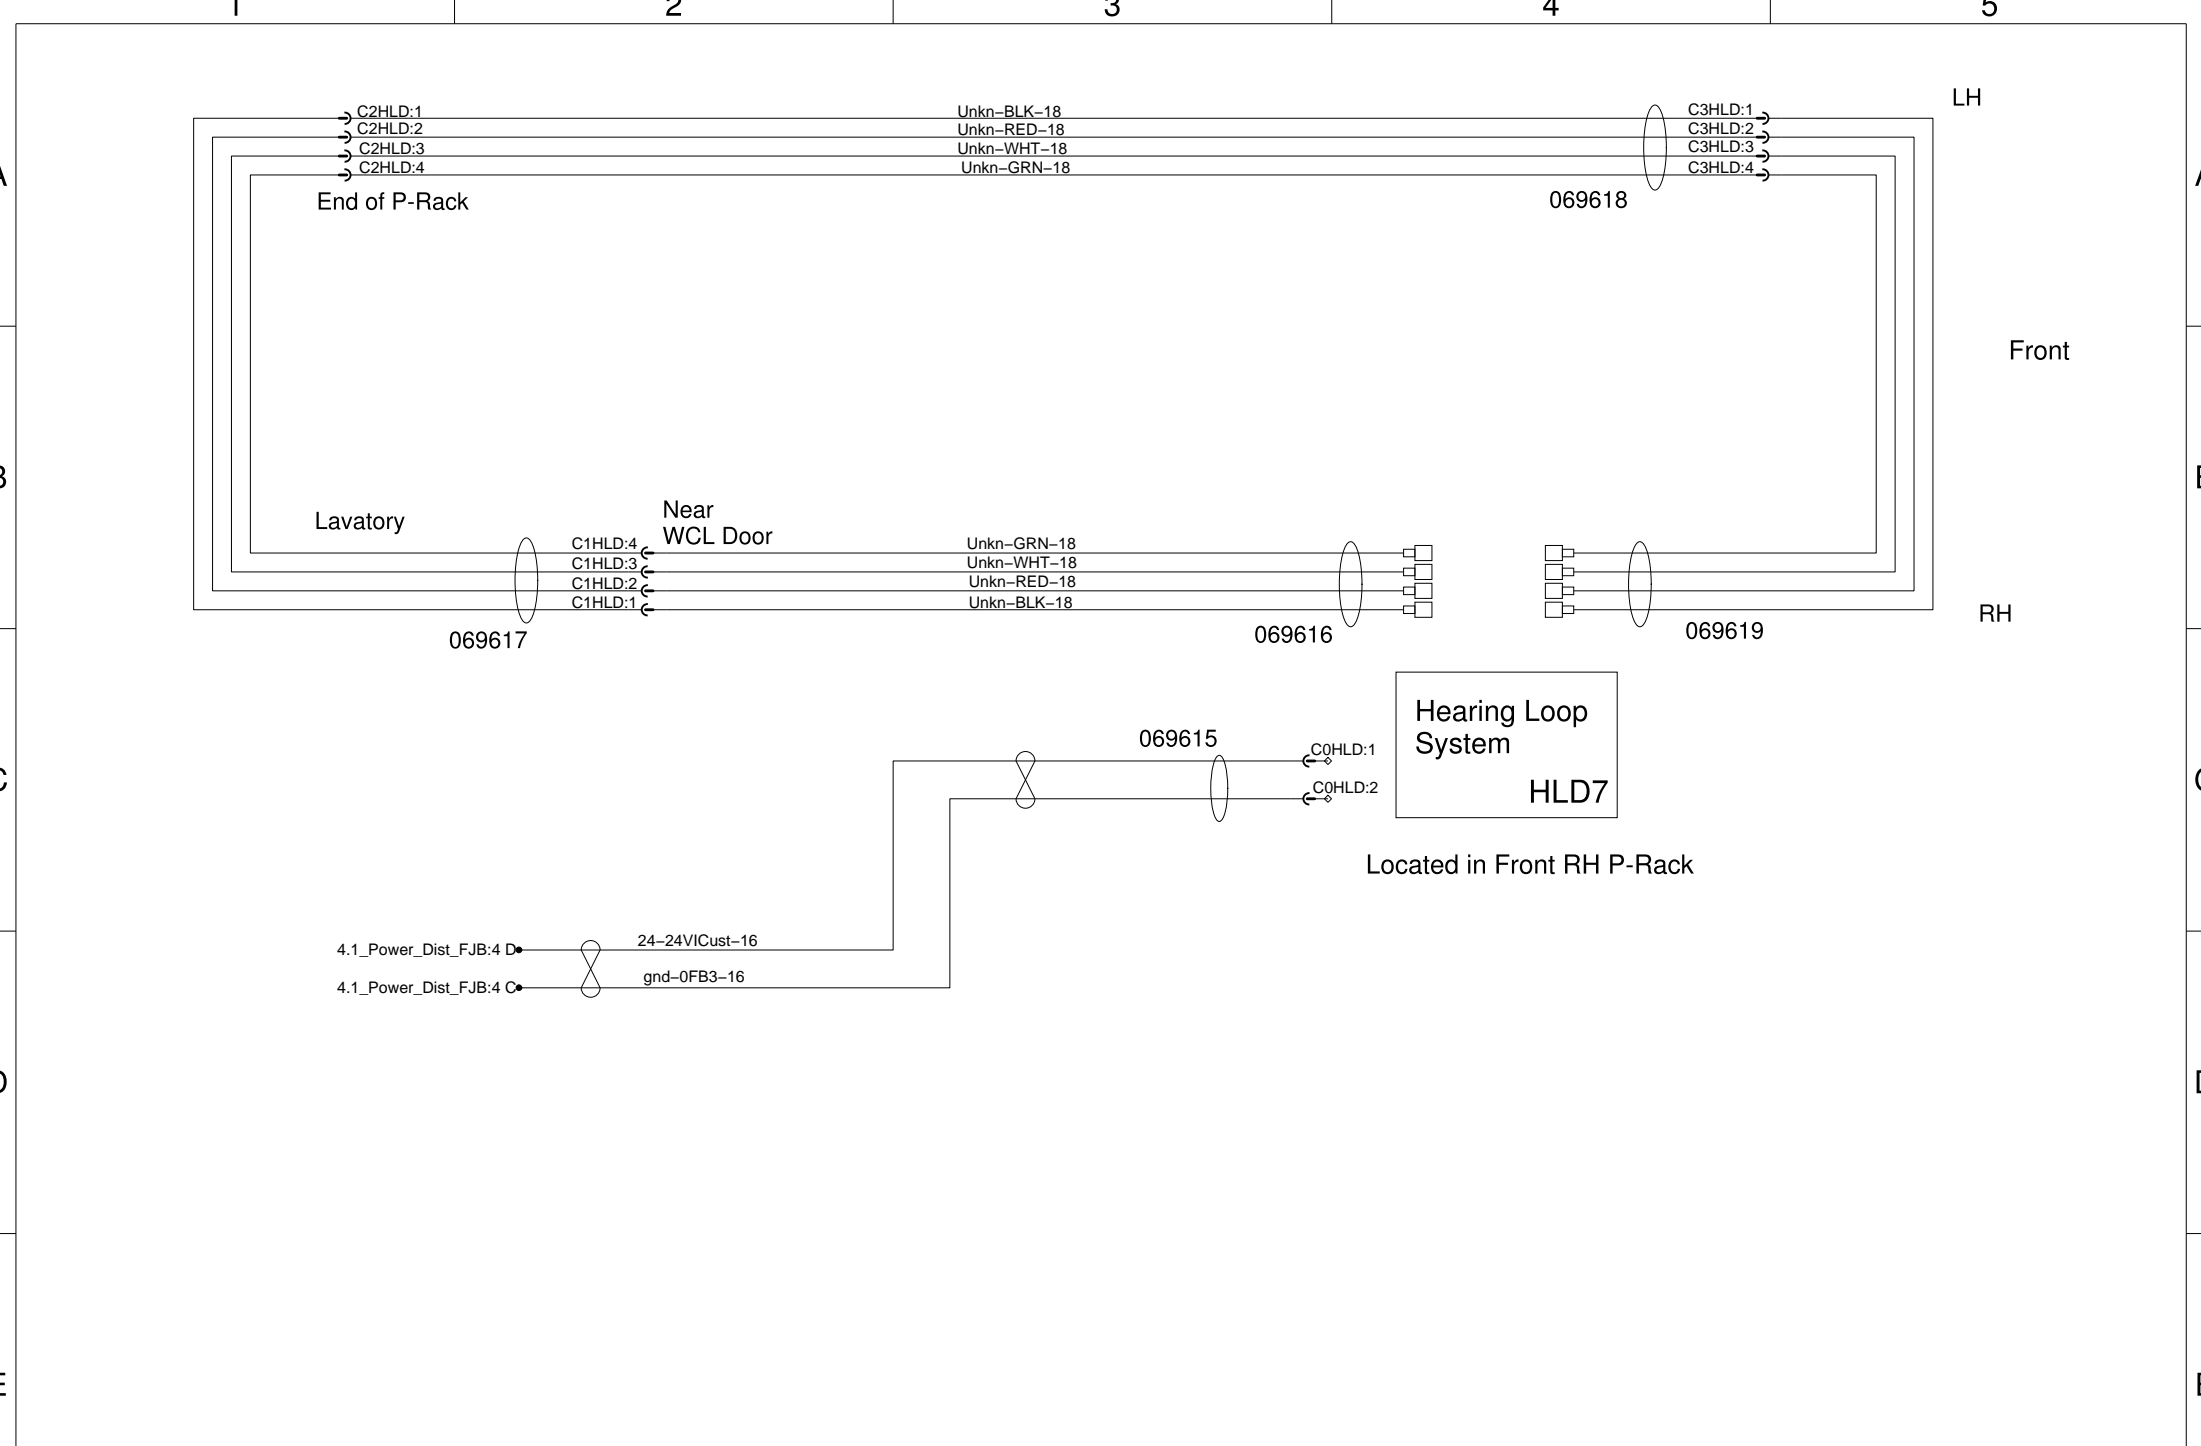 1 2 3 4 5
LH
C2HLD:1 Unkn-BLK-18 C3HLD:1
C2HLD:2 Unkn-RED-18 C3HLD:2
C2HLD:3 Unkn-WHT-18 C3HLD:3
C2HLD:4 Unkn-GRN-18 C3HLD:4
A A
End of P-Rack 069618
Front
B B
Lavatory
Near
WCL Door
C1HLD:4 Unkn-GRN-18
C1HLD:3 Unkn-WHT-18
C1HLD:2 Unkn-RED-18
C1HLD:1 Unkn-BLK-18
RH
069617 069616 069619
Hearing Loop
System
HLD7
069615
C0HLD:1
C0HLD:2
C C
Located in Front RH P-Rack
4.1_Power_Dist_FJB:4 D 24-24VICust-16
4.1_Power_Dist_FJB:4 C gnd-0FB3-16
D D
E E